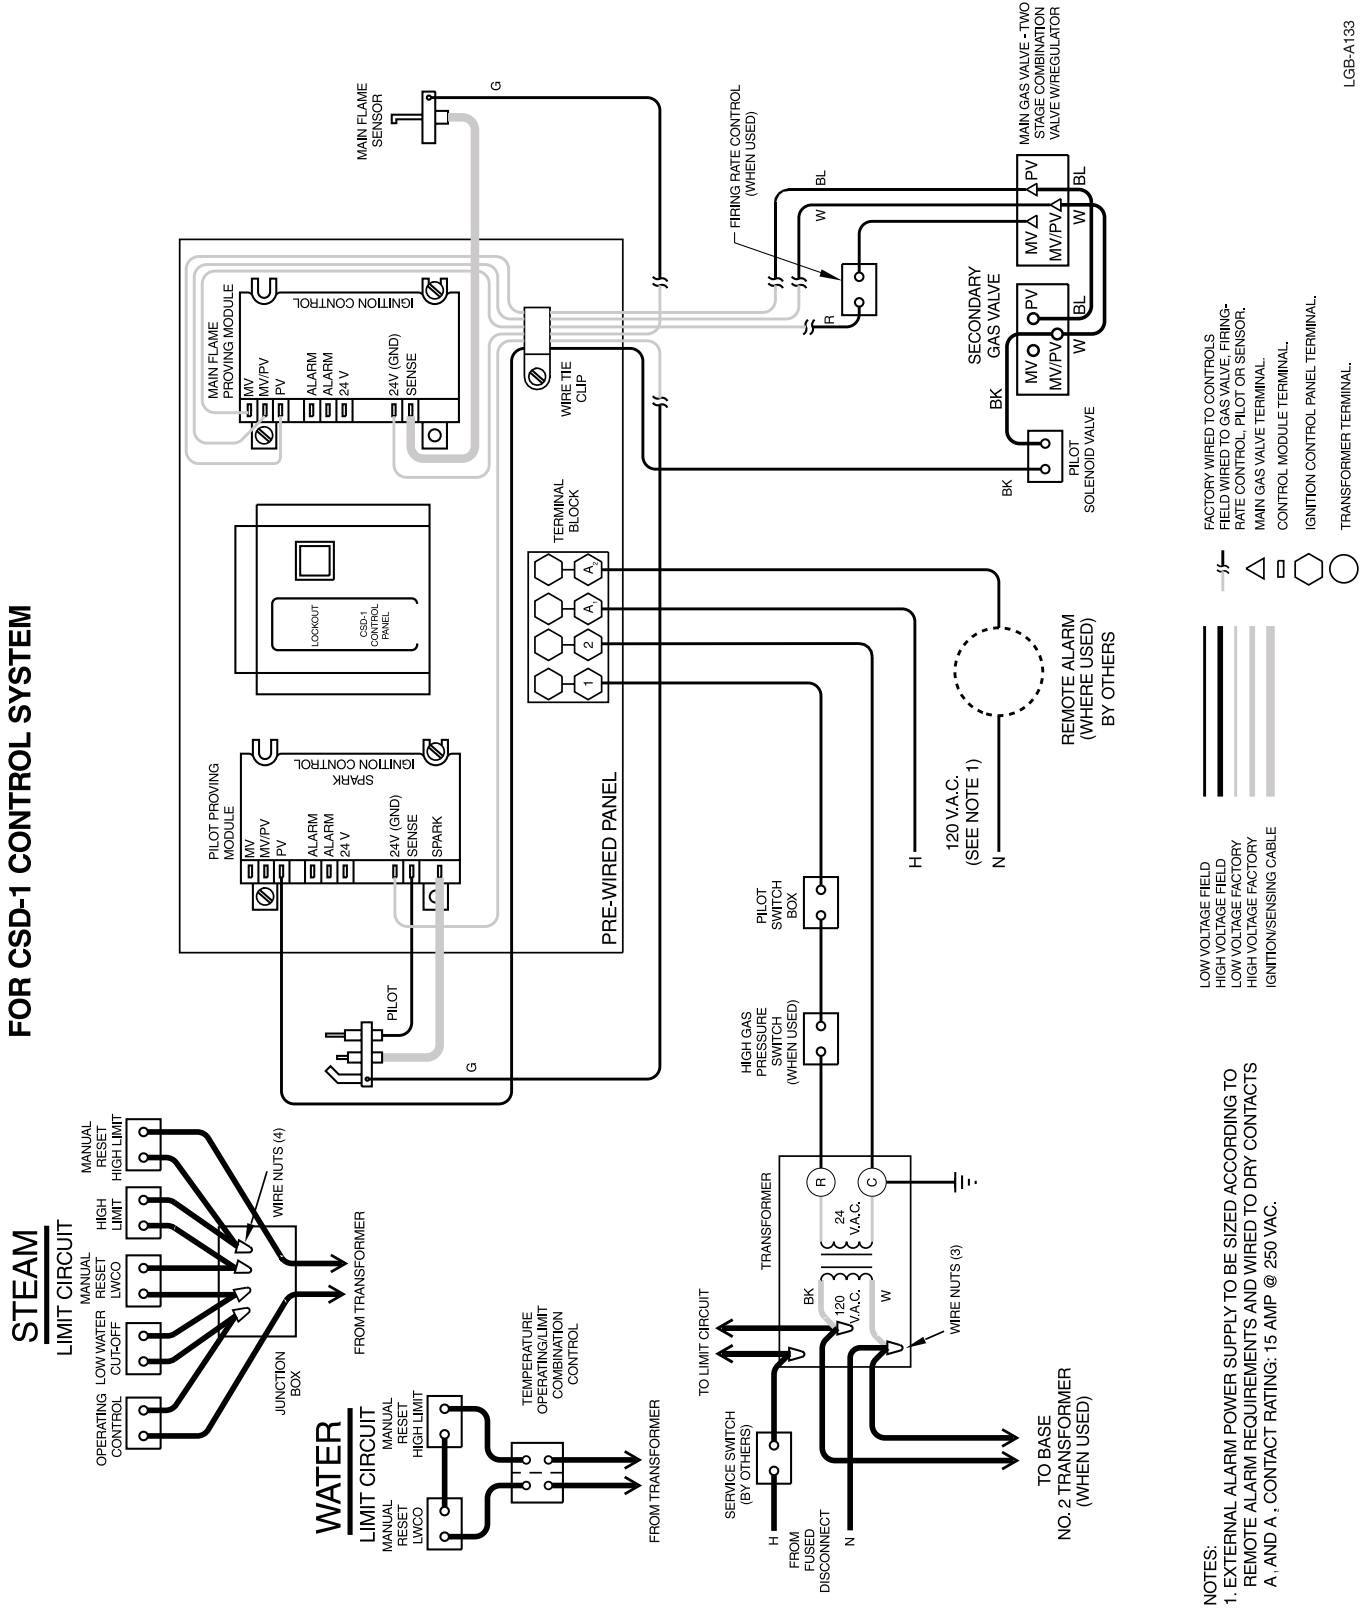 FOR CSD-1 CONTROL SYSTEM
STEAM
LIMIT CIRCUIT
OPERATING
CONTROL
LOW WATER
CUT-OFF
MANUAL
RESET
LWCO
HIGH
LIMIT
MANUAL
RESET
HIGH LIMIT
WIRE NUTS (4)
JUNCTION
BOX
FROM TRANSFORMER
WATER
LIMIT CIRCUIT
MANUAL
RESET
LWCO
MANUAL
RESET
HIGH LIMIT
TEMPERATURE
OPERATING/LIMIT
COMBINATION
CONTROL
FROM TRANSFORMER
PILOT PROVING
MODULE
MV
MV/PV
PV
ALARM
ALARM
24 V
24V (GND)
SENSE
SPARK
SPARK
IGNITION CONTROL
PILOT
G
LOCKOUT
CSD-1
CONTROL
PANEL
MAIN FLAME
PROVING MODULE
MV
MV/PV
PV
ALARM
ALARM
24 V
24V (GND)
SENSE
IGNITION CONTROL
MAIN FLAME
SENSOR
G
WIRE TIE
CLIP
TERMINAL
BLOCK
1
2
A1
A2
PRE-WIRED PANEL
FIRING RATE CONTROL
(WHEN USED)
R
BL
W
MAIN GAS VALVE - TWO
STAGE COMBINATION
VALVE W/REGULATOR
MV
MV/PV
PV
W
BL
SECONDARY
GAS VALVE
MV
MV/PV
PV
W
BL
BK
BK
PILOT
SOLENOID VALVE
TO LIMIT CIRCUIT
TRANSFORMER
BK
120
V.A.C.
W
24
V.A.C.
R
C
WIRE NUTS (3)
SERVICE SWITCH
(BY OTHERS)
H
FROM
FUSED
DISCONNECT
N
TO BASE
NO. 2 TRANSFORMER
(WHEN USED)
HIGH GAS
PRESSURE
SWITCH
(WHEN USED)
PILOT
SWITCH
BOX
H
120 V.A.C.
(SEE NOTE 1)
N
REMOTE ALARM
(WHERE USED)
BY OTHERS
NOTES:
1. EXTERNAL ALARM POWER SUPPLY TO BE SIZED ACCORDING TO
REMOTE ALARM REQUIREMENTS AND WIRED TO DRY CONTACTS
A, AND A , CONTACT RATING: 15 AMP @ 250 VAC.
LOW VOLTAGE FIELD
HIGH VOLTAGE FIELD
LOW VOLTAGE FACTORY
HIGH VOLTAGE FACTORY
IGNITION/SENSING CABLE
FACTORY WIRED TO CONTROLS
FIELD WIRED TO GAS VALVE, FIRING-
RATE CONTROL, PILOT OR SENSOR.
MAIN GAS VALVE TERMINAL.
CONTROL MODULE TERMINAL.
IGNITION CONTROL PANEL TERMINAL.
TRANSFORMER TERMINAL.
LGB-A133